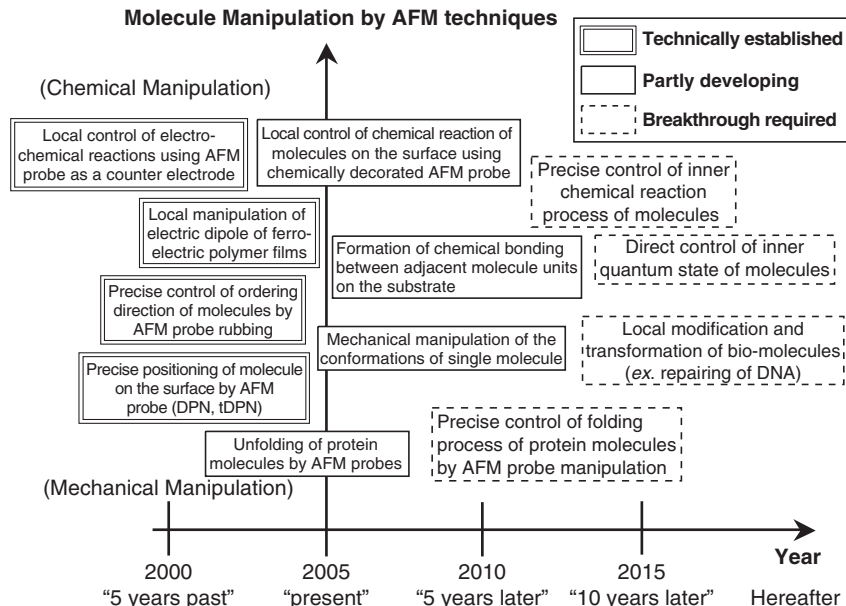 Molecule Manipulation by AFM techniques
Technically established
Partly developing
Breakthrough required
(Chemical Manipulation)
Local control of electro-
chemical reactions using AFM
probe as a counter electrode
Local control of chemical reaction of
molecules on the surface using
chemically decorated AFM probe
Precise control of inner
chemical reaction
process of molecules
Local manipulation of
electric dipole of ferro-
electric polymer films
Formation of chemical bonding
between adjacent molecule units
on the substrate
Direct control of inner
quantum state of molecules
Precise control of ordering
direction of molecules by
AFM probe rubbing
Mechanical manipulation of the
conformations of single molecule
Local modification and
transformation of bio-molecules
(ex. repairing of DNA)
Precise positioning of molecule
on the surface by AFM
probe (DPN, tDPN)
Unfolding of protein
molecules by AFM probes
Precise control of folding
process of protein molecules
by AFM probe manipulation
(Mechanical Manipulation)
Year
2000 2005 2010 2015
“5 years past” “present” “5 years later” “10 years later” Hereafter